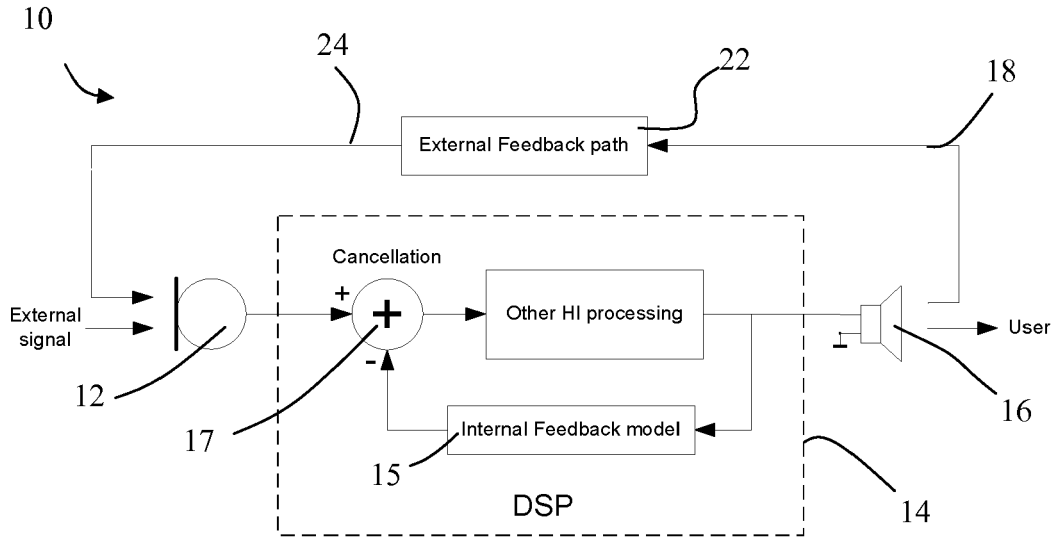 10
24
22
18
External Feedback path
Cancellation
+
+
-
External
signal
Other HI processing
User
12
17
16
15
Internal Feedback model
14
DSP